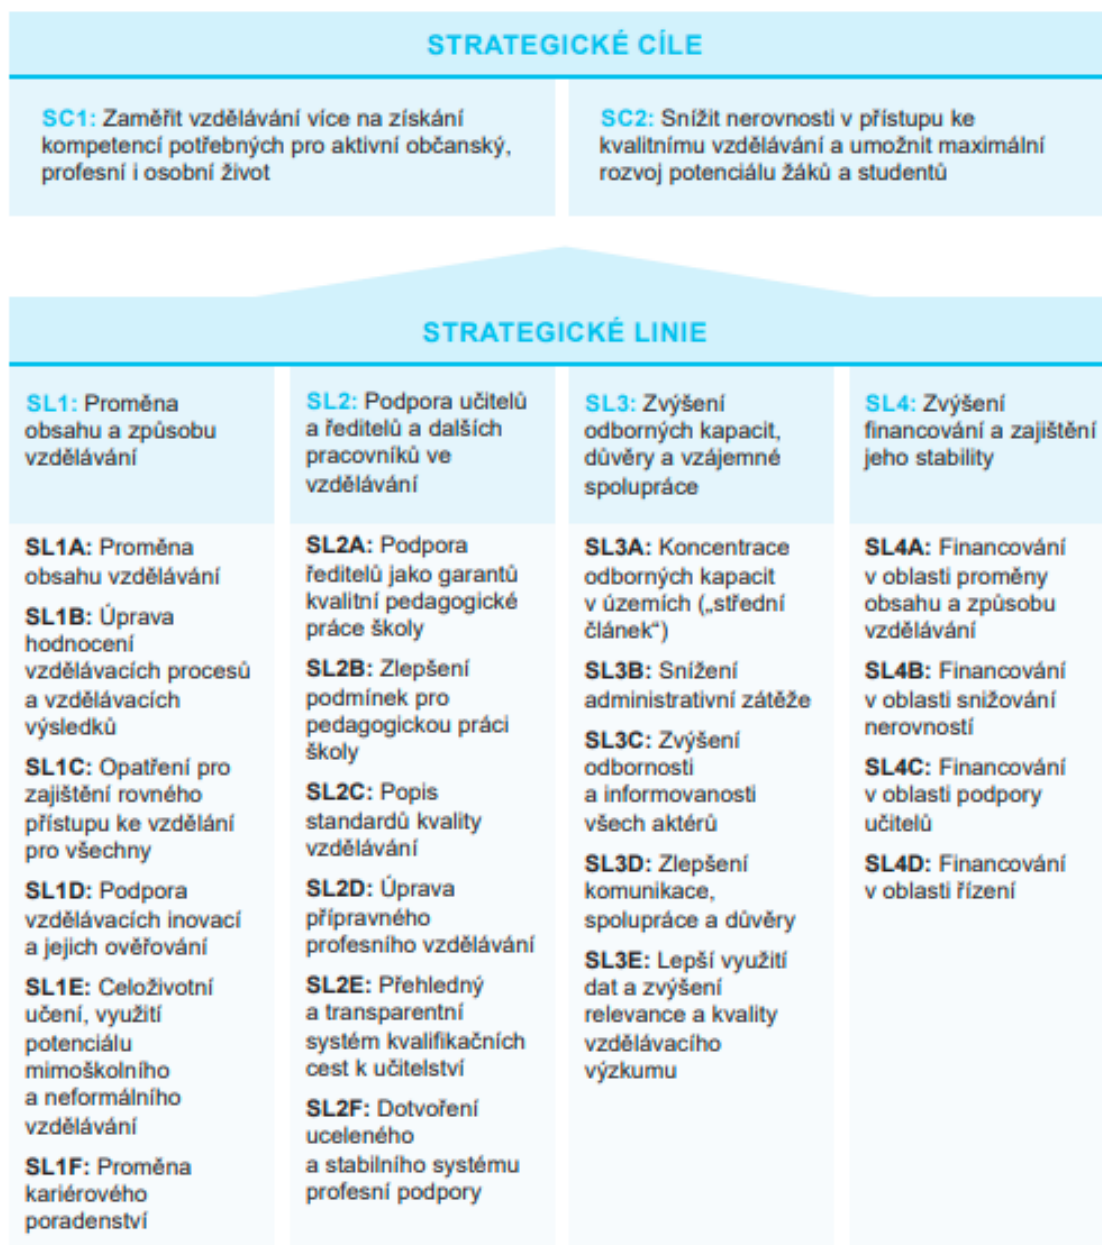 STRATEGICKÉ CÍLE
SC1: Zaměřit vzdělávání více na získání
kompetencí potřebných pro aktivní občanský,
profesní i osobní život
SC2: Snížit nerovnosti v přístupu ke
kvalitnímu vzdělávání a umožnit maximální
rozvoj potenciálu žáků a studentů
STRATEGICKÉ LINIE
SL1: Proměna
obsahu a způsobu
vzdělávání
SL1A: Proměna
obsahu vzdělávání
SL1B: Úprava
hodnocení
vzdělávacích procesů
a vzdělávacích
výsledků
SL1C: Opatření pro
zajištění rovného
přístupu ke vzdělání
pro všechny
SL1D: Podpora
vzdělávacích inovací
a jejich ověřování
SL1E: Celoživotní
učení, využití
potenciálu
mimoškolního
a neformálního
vzdělávání
SL1F: Proměna
kariérového
poradenství
SL2: Podpora učitelů
a ředitelů a dalších
pracovníků ve
vzdělávání
SL2A: Podpora
ředitelů jako garantů
kvalitní pedagogické
práce školy
SL2B: Zlepšení
podmínek pro
pedagogickou práci
školy
SL2C: Popis
standardů kvality
vzdělávání
SL2D: Úprava
přípravného
profesního vzdělávání
SL2E: Přehledný
a transparentní
systém kvalifikačních
cest k učitelství
SL2F: Dotvoření
uceleného
a stabilního systému
profesní podpory
SL3: Zvýšení
odborných kapacit,
důvěry a vzájemné
spolupráce
SL3A: Koncentrace
odborných kapacit
v územích („střední
článek“)
SL3B: Snížení
administrativní zátěže
SL3C: Zvýšení
odbornosti
a informovanosti
všech aktérů
SL3D: Zlepšení
komunikace,
spolupráce a důvěry
SL3E: Lepší využití
dat a zvýšení
relevance a kvality
vzdělávacího
výzkumu
SL4: Zvýšení
financování a zajištění
jeho stability
SL4A: Financování
v oblasti proměny
obsahu a způsobu
vzdělávání
SL4B: Financování
v oblasti snižování
nerovností
SL4C: Financování
v oblasti podpory
učitelů
SL4D: Financování
v oblasti řízení